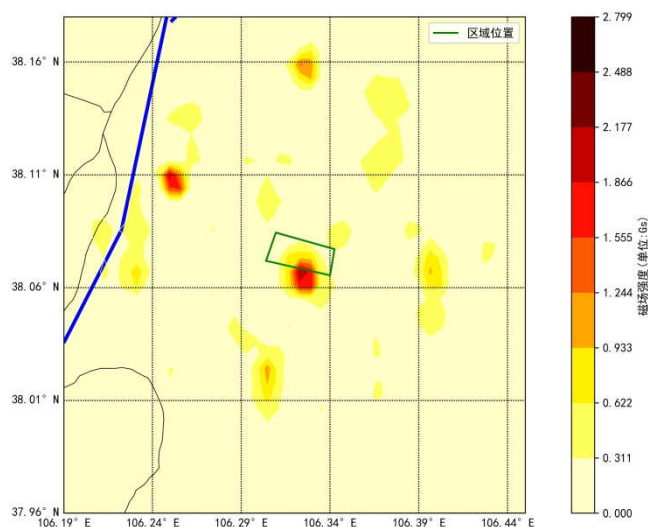 区域位置
38.16° N
38.11° N
38.06° N
38.01° N
37.96° N
106.19° E
106.24° E
106.29° E
106.34° E
106.39° E
106.44° E
2.799
2.488
2.177
1.866
1.555
1.244
0.933
0.622
0.311
0.000
磁场强度(单位:Gs)